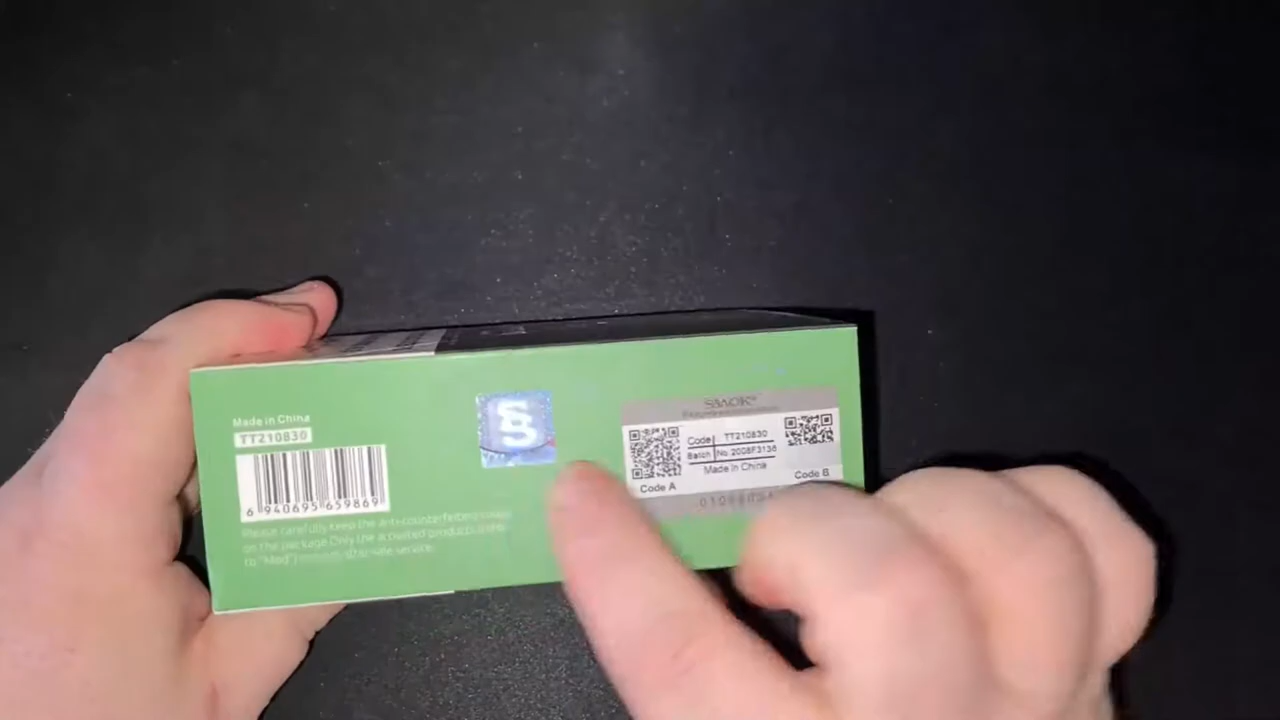 Made in China
TT210830
6 940695 659869
Please carefully keep the anti-counterfeiting
on the package.Only the activated products
to
service.
S
SMOK®
Code TT210830
Batch No. 2008F3136
Made in China
Code A
Code B